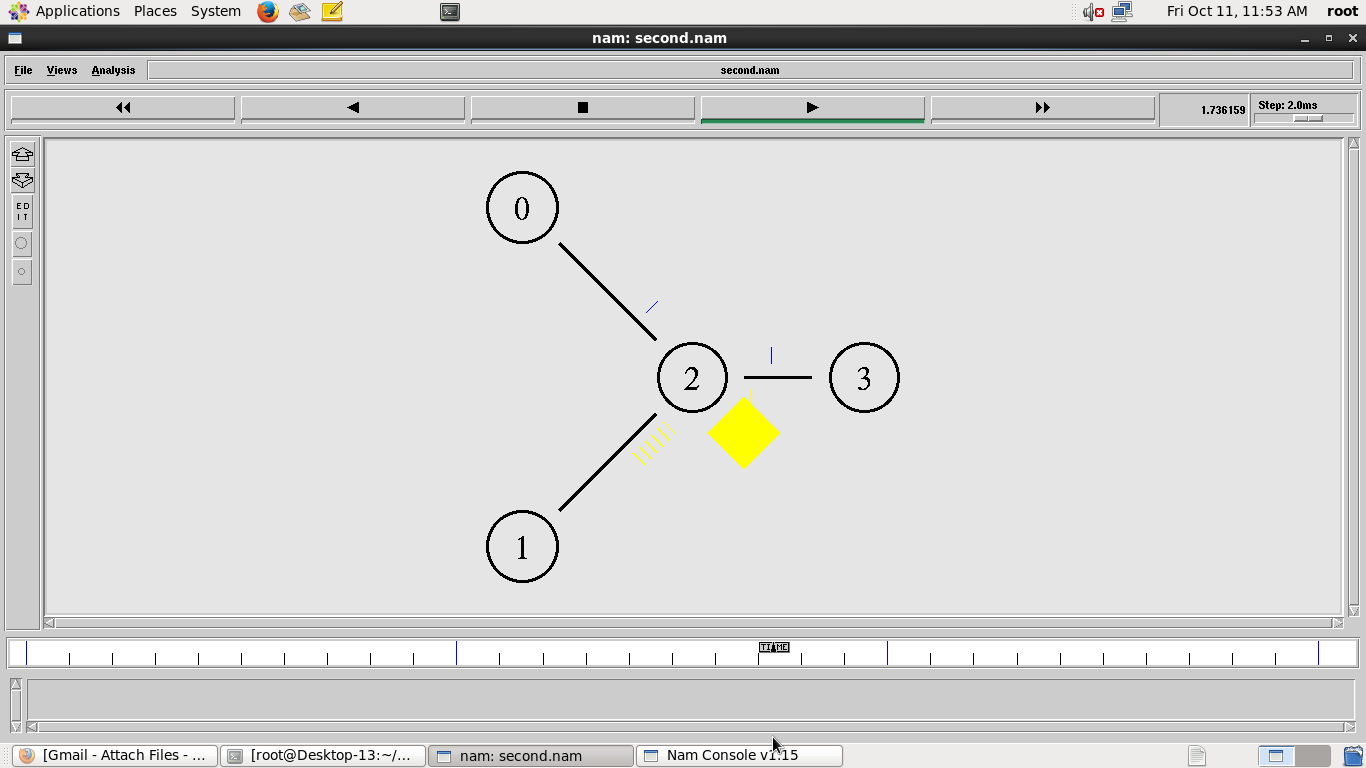 Applications Places System Fri Oct 11, 11:53 AM root
nam: second.nam
File Views Analysis second.nam
1.736159 Step: 2.0ms
ED
IT
0
2 3
1
TIME
[Gmail - Attach Files - ... [root@Desktop-13:~/... nam: second.nam Nam Console v1:15